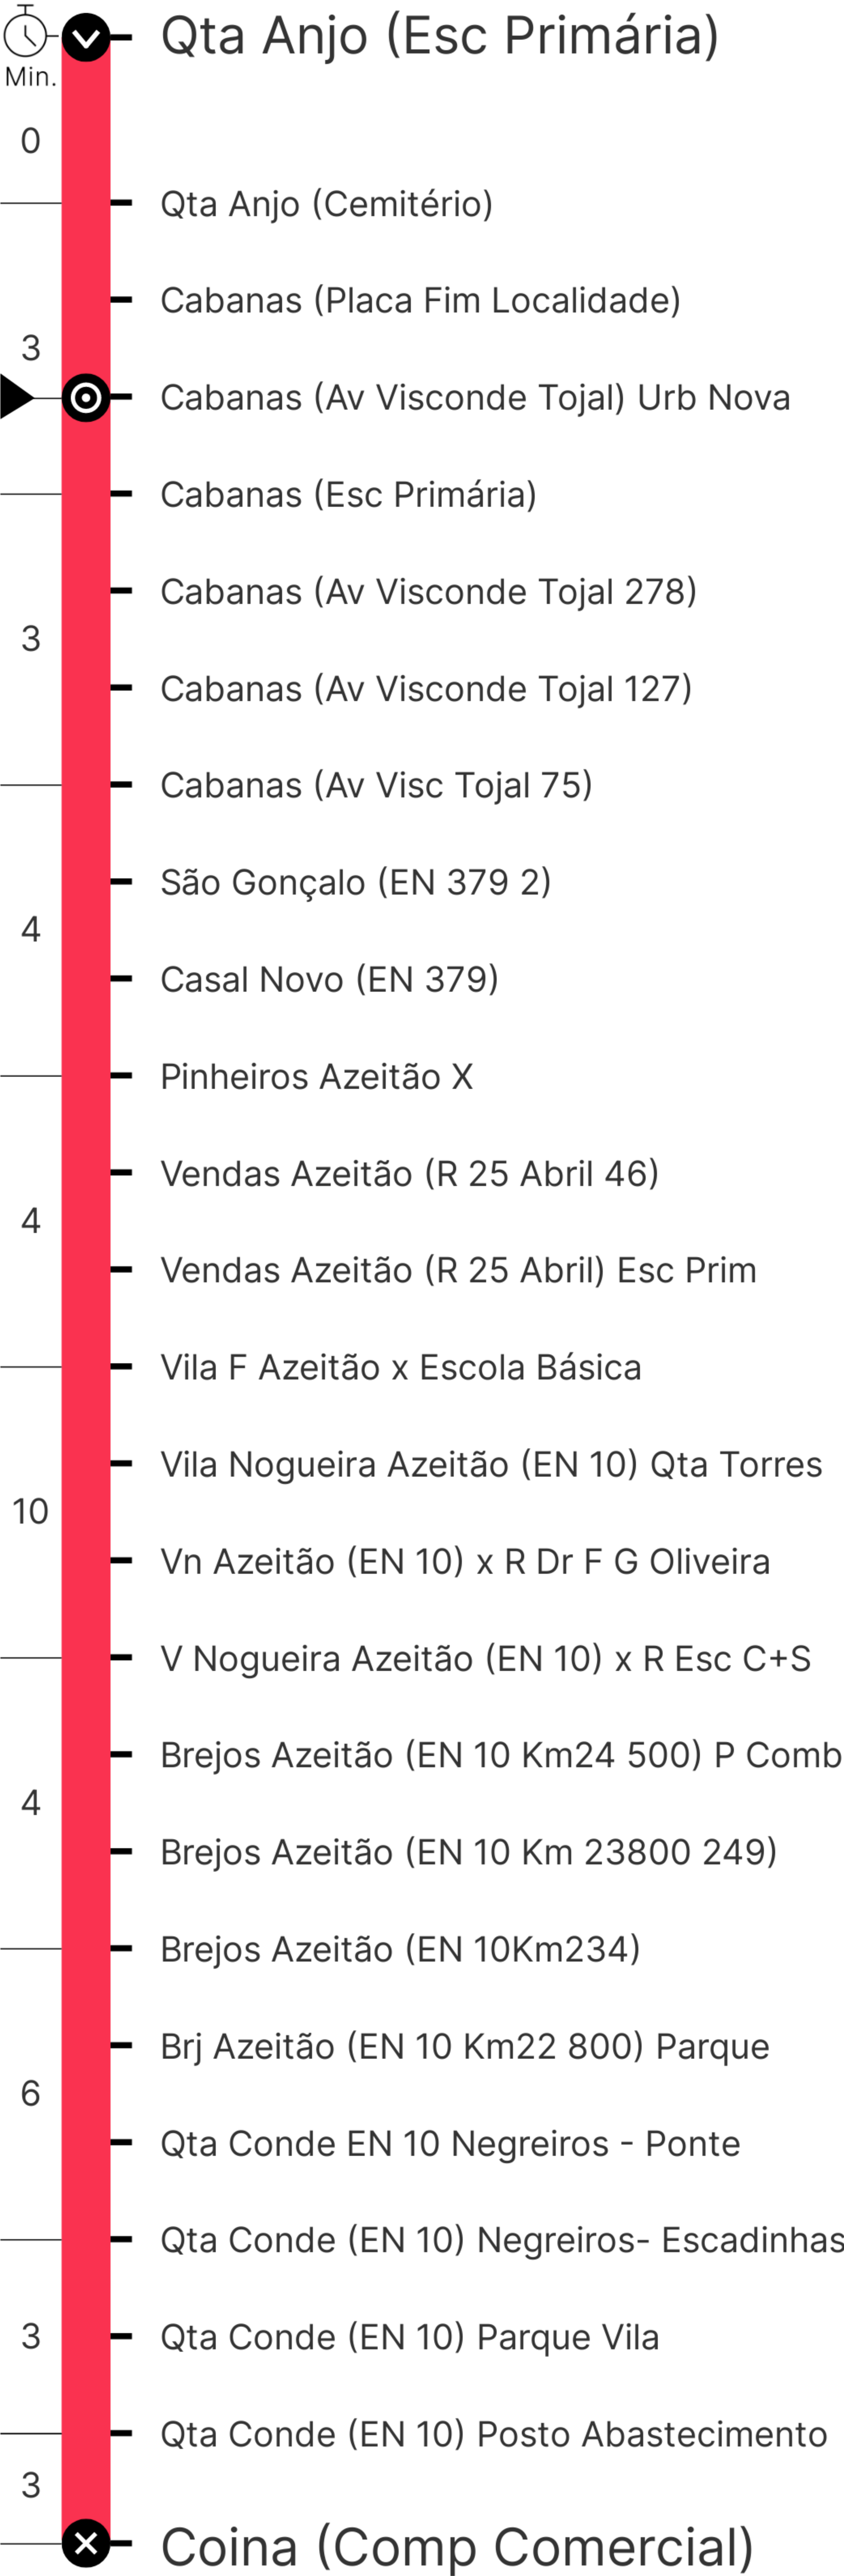 Qta Anjo (Esc Primária)
Min.
0
Qta Anjo (Cemitério)
Cabanas (Placa Fim Localidade)
3
Cabanas (Av Visconde Tojal) Urb Nova
Cabanas (Esc Primária)
Cabanas (Av Visconde Tojal 278)
3
Cabanas (Av Visconde Tojal 127)
Cabanas (Av Visc Tojal 75)
São Gonçalo (EN 379 2)
4
Casal Novo (EN 379)
Pinheiros Azeitão X
Vendas Azeitão (R 25 Abril 46)
4
Vendas Azeitão (R 25 Abril) Esc Prim
Vila F Azeitão x Escola Básica
Vila Nogueira Azeitão (EN 10) Qta Torres
10
Vn Azeitão (EN 10) x R Dr F G Oliveira
V Nogueira Azeitão (EN 10) x R Esc C+S
Brejos Azeitão (EN 10 Km24 500) P Comb
4
Brejos Azeitão (EN 10 Km 23800 249)
Brejos Azeitão (EN 10Km234)
Brj Azeitão (EN 10 Km22 800) Parque
6
Qta Conde EN 10 Negreiros - Ponte
Qta Conde (EN 10) Negreiros- Escadinhas
3
Qta Conde (EN 10) Parque Vila
Qta Conde (EN 10) Posto Abastecimento
3
Coina (Comp Comercial)